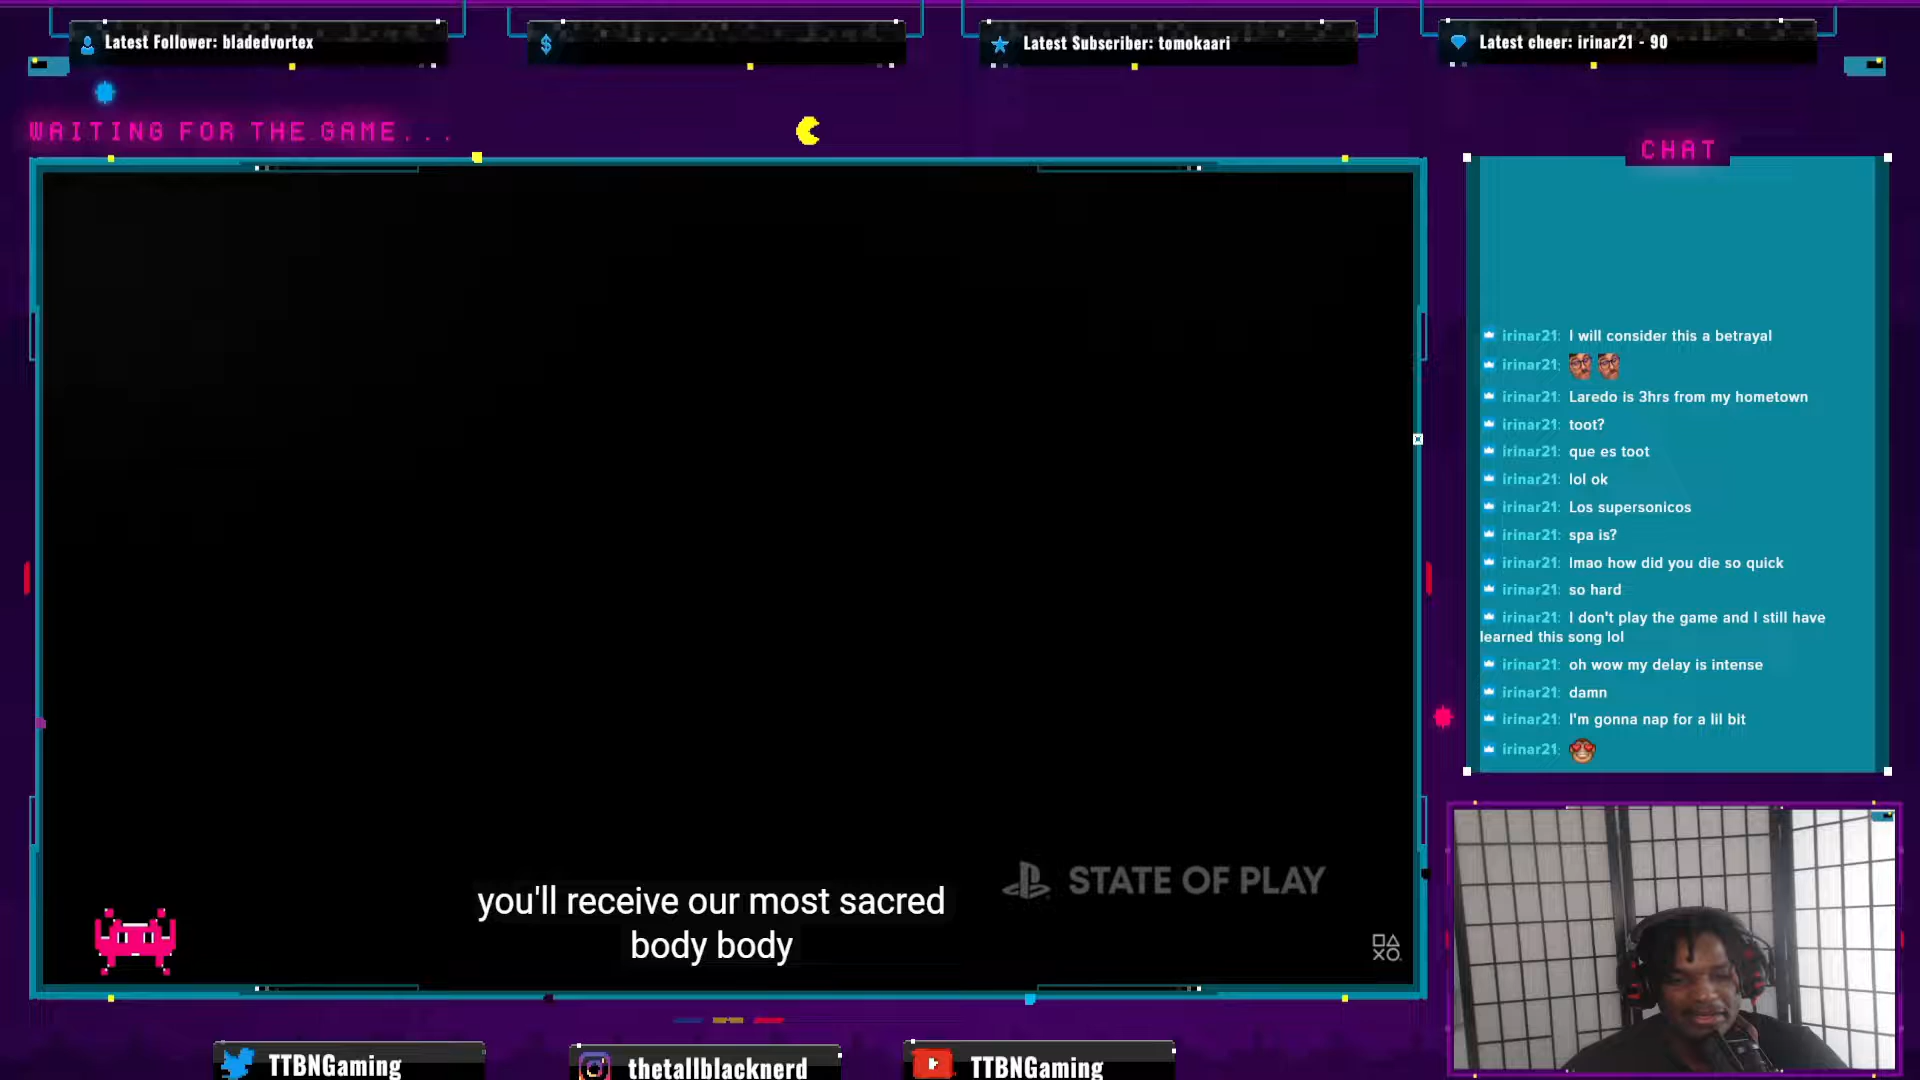 Latest Follower: bladedvortex
$
Latest Subscriber: tomokaari
Latest cheer: irinar21 - 90
WAITING FOR THE GAME...
CHAT
irinar21: I will consider this a betrayal
irinar21:
irinar21: Laredo is 3hrs from my hometown
irinar21: toot?
irinar21: que es toot
irinar21: lol ok
irinar21: Los supersonicos
irinar21: spa is?
irinar21: lmao how did you die so quick
irinar21: so hard
irinar21: I don't play the game and I still have
learned this song lol
irinar21: oh wow my delay is intense
irinar21: damn
irinar21: I'm gonna nap for a lil bit
irinar21:
STATE OF PLAY
you'll receive our most sacred
body body
TTBNGaming
thetallblacknerd
TTBNGaming